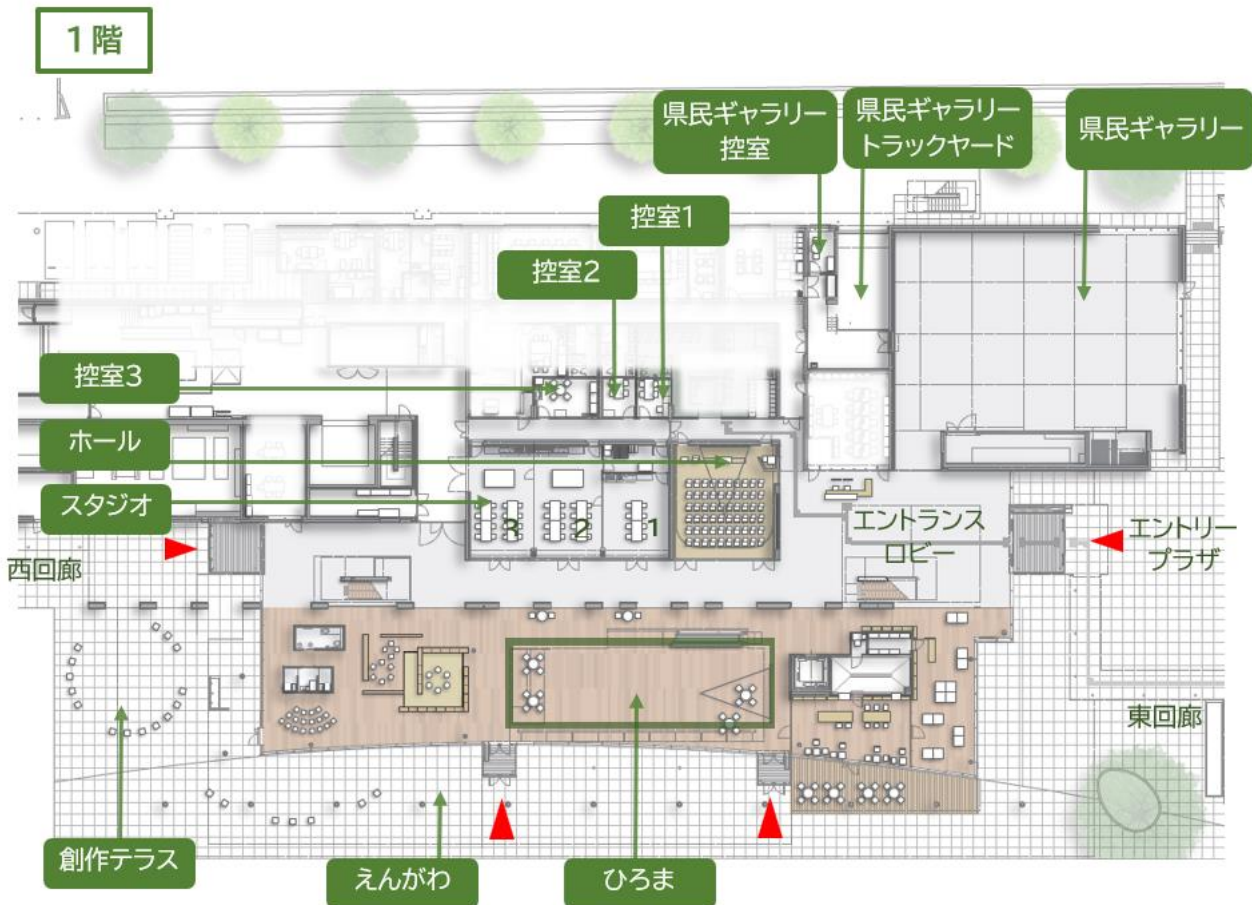 1階
県民ギャラリー
控室
県民ギャラリー
トラックヤード
県民ギャラリー
控室1
控室2
控室3
ホール
スタジオ
3
2
1
エントランス
ロビー
エントリー
プラザ
西回廊
東回廊
創作テラス
えんがわ
ひろま